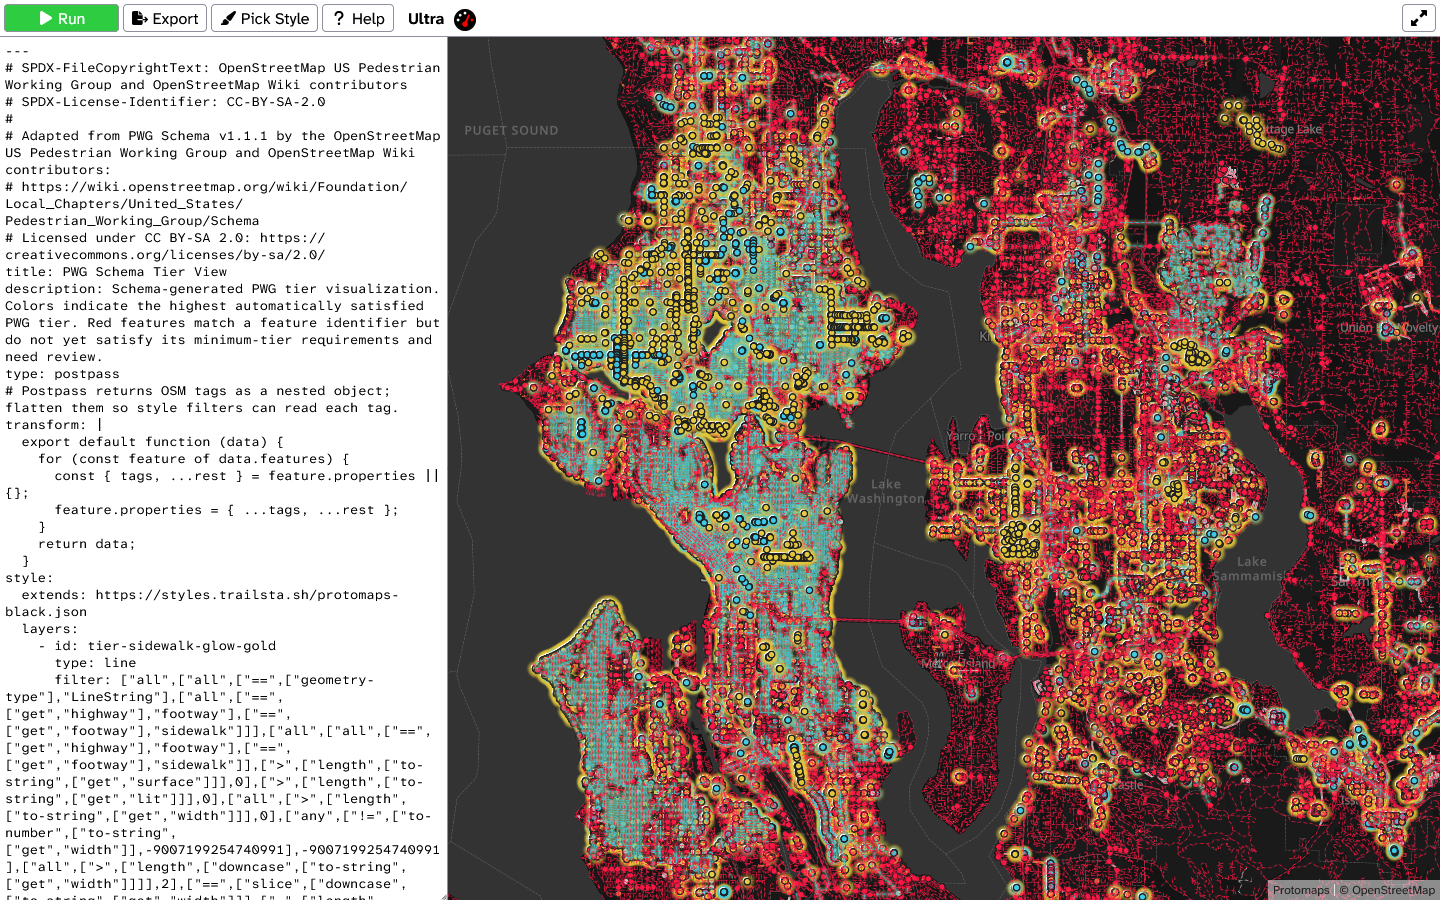 Run
Export
Pick Style
? Help
Ultra
---
# SPDX-FileCopyrightText: OpenStreetMap US Pedestrian
Working Group and OpenStreetMap Wiki contributors
# SPDX-License-Identifier: CC-BY-SA-2.0
#
# Adapted from PWG Schema v1.1.1 by the OpenStreetMap
US Pedestrian Working Group and OpenStreetMap Wiki
contributors:
# https://wiki.openstreetmap.org/wiki/Foundation/
Local_Chapters/United_States/
Pedestrian_Working_Group/Schema
# Licensed under CC BY-SA 2.0: https://
creativecommons.org/licenses/by-sa/2.0/
title: PWG Schema Tier View
description: Schema-generated PWG tier visualization.
Colors indicate the highest automatically satisfied
PWG tier. Red features match a feature identifier but
do not yet satisfy its minimum-tier requirements and
need review.
type: postpass
# Postpass returns OSM tags as a nested object;
flatten them so style filters can read each tag.
transform: |
  export default function (data) {
    for (const feature of data.features) {
      const { tags, ...rest } = feature.properties ||
{};
      feature.properties = { ...tags, ...rest };
    }
    return data;
  }
style:
  extends: https://styles.trailsta.sh/protomaps-
black.json
  layers:
    - id: tier-sidewalk-glow-gold
      type: line
      filter: ["all",["all",["==",["geometry-
type"],"LineString"],["all",["==",
["get","highway"],"footway"],["==",
["get","footway"],"sidewalk"]]],["all",["all",["==",
["get","highway"],"footway"],["==",
["get","footway"],"sidewalk"]],[">",["length",["to-
string",["get","surface"]]],0],[">",["length",["to-
string",["get","lit"]]],0],["all",[">",["length",
["to-string",["get","width"]]],0],["any",["!=",["to-
number",["to-string",
["get","width"]],-9007199254740991],-9007199254740991
],["all",[">",["length",["downcase",["to-string",
["get","width"]]]],2],["==",["slice",["downcase",
PUGET SOUND
ttage Lake
Lake
Washington
Lake
Mercer Island
Protomaps | © OpenStreetMap